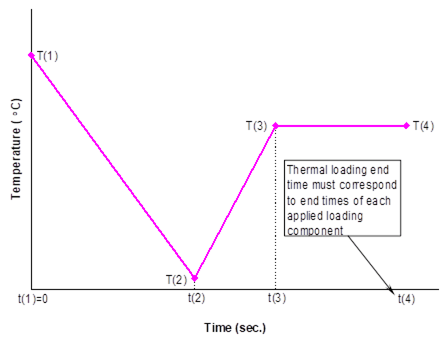 T(1)
T(3)
T(4)
Temperature (°C)
Thermal loading end
time must correspond
to end times of each
applied loading
component
T(2)
t(1)=0
t(2)
t(3)
t(4)
Time (sec.)